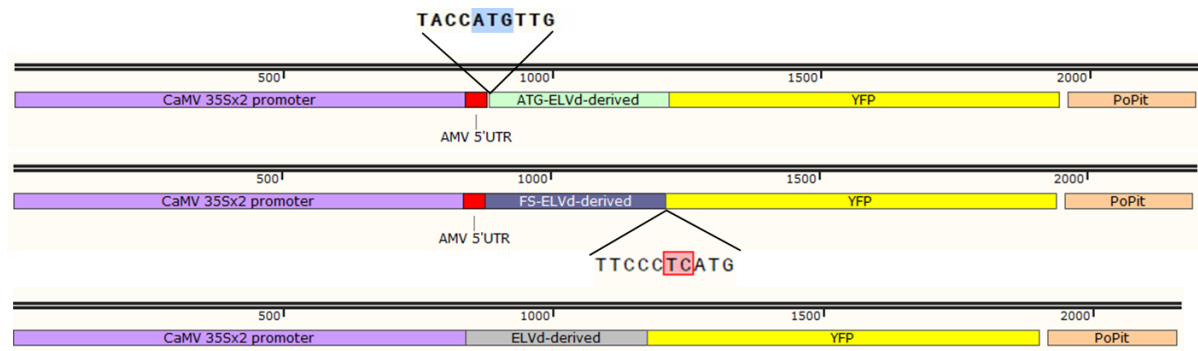 TACCATGTTG
500 1000 1500 2000
CaMV 35Sx2 promoter ATG-ELVd-derived YFP PoPit
AMV 5'UTR
500 1000 1500 2000
CaMV 35Sx2 promoter FS-ELVd-derived YFP PoPit
AMV 5'UTR
TTCCCTCATG
500 1000 1500 2000
CaMV 35Sx2 promoter ELVd-derived YFP PoPit